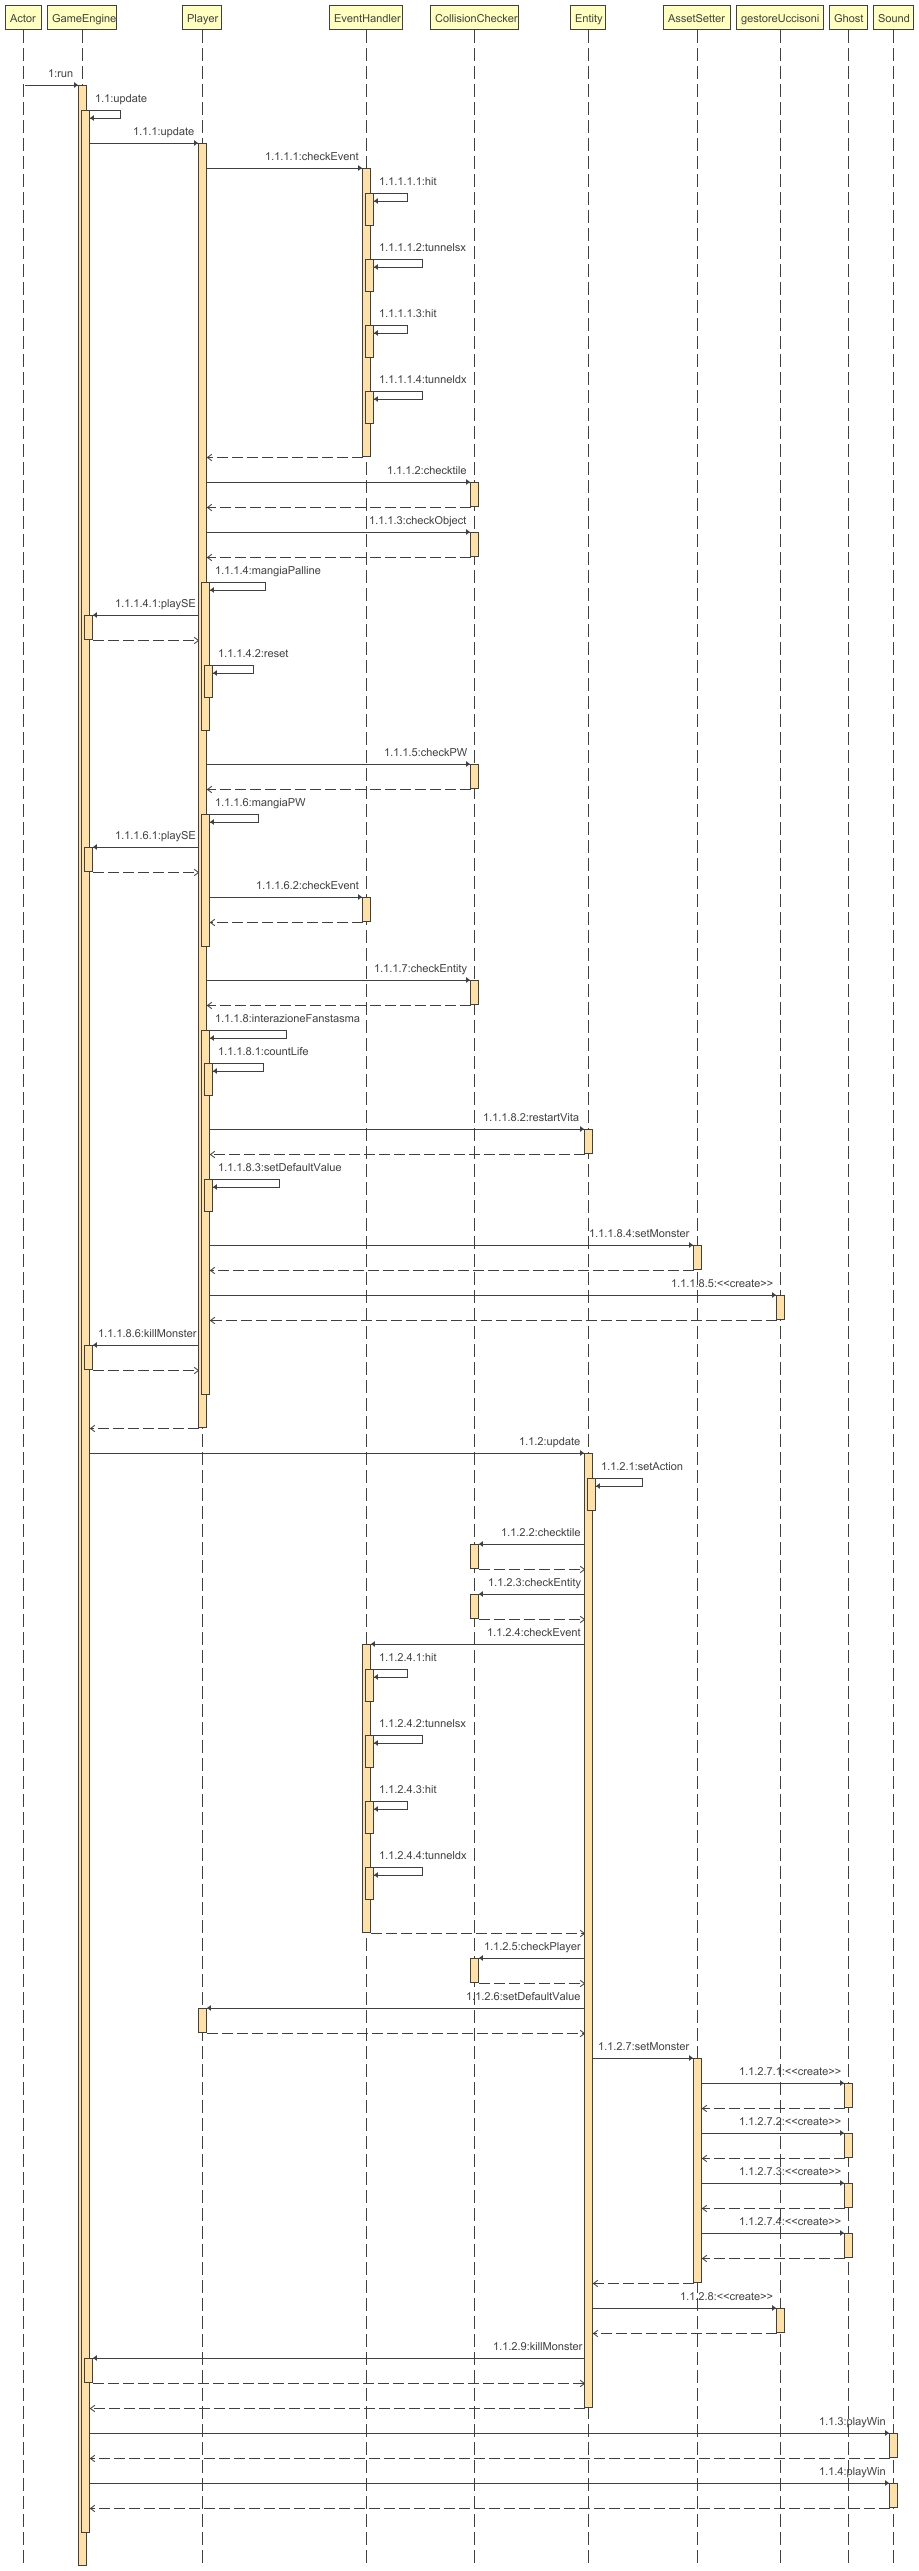 Actor
GameEngine
Player
EventHandler
CollisionChecker
Entity
AssetSetter
gestoreUccisoni
Ghost
Sound
1:run
1.1:update
1.1.1:update
1.1.1.1:checkEvent
1.1.1.1.1:hit
1.1.1.1.2:tunnelsx
1.1.1.1.3:hit
1.1.1.1.4:tunneldx
1.1.1.2:checktile
1.1.1.3:checkObject
1.1.1.4:mangiaPalline
1.1.1.4.1:playSE
1.1.1.4.2:reset
1.1.1.5:checkPW
1.1.1.6:mangiaPW
1.1.1.6.1:playSE
1.1.1.6.2:checkEvent
1.1.1.7:checkEntity
1.1.1.8:interazioneFanstasma
1.1.1.8.1:countLife
1.1.1.8.2:restartVita
1.1.1.8.3:setDefaultValue
1.1.1.8.4:setMonster
1.1.1.8.5:<<create>>
1.1.1.8.6:killMonster
1.1.2:update
1.1.2.1:setAction
1.1.2.2:checktile
1.1.2.3:checkEntity
1.1.2.4:checkEvent
1.1.2.4.1:hit
1.1.2.4.2:tunnelsx
1.1.2.4.3:hit
1.1.2.4.4:tunneldx
1.1.2.5:checkPlayer
1.1.2.6:setDefaultValue
1.1.2.7:setMonster
1.1.2.7.1:<<create>>
1.1.2.7.2:<<create>>
1.1.2.7.3:<<create>>
1.1.2.7.4:<<create>>
1.1.2.8:<<create>>
1.1.2.9:killMonster
1.1.3:playWin
1.1.4:playWin